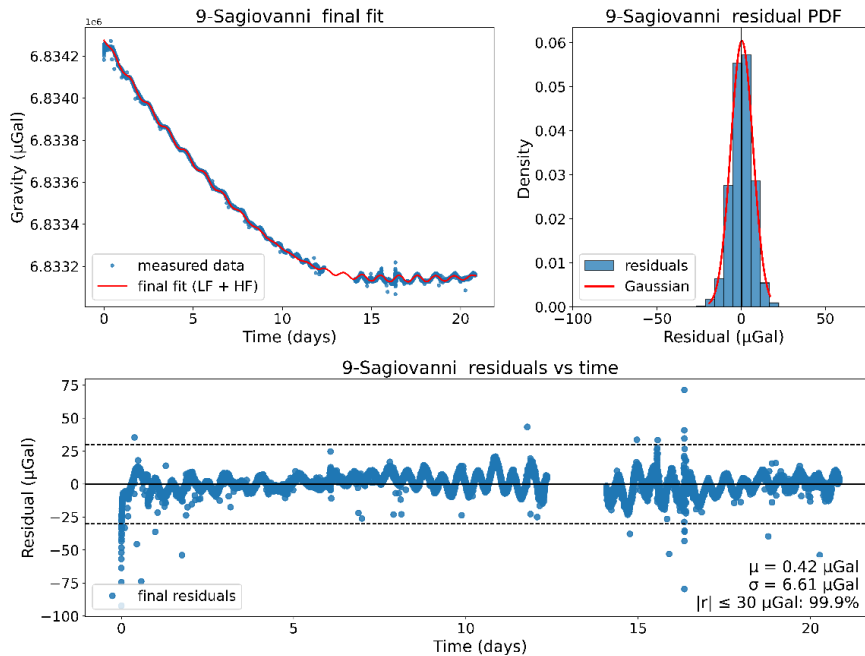 9-Sagiovanni  final fit
1e6
6.8342
6.8340
6.8338
6.8336
6.8334
6.8332
Gravity (µGal)
measured data
final fit (LF + HF)
0
5
10
15
20
Time (days)
9-Sagiovanni  residual PDF
0.06
0.05
0.04
0.03
0.02
0.01
0.00
Density
residuals
Gaussian
−100
−50
0
50
Residual (µGal)
9-Sagiovanni  residuals vs time
75
50
25
0
−25
−50
−75
−100
Residual (µGal)
final residuals
µ = 0.42 µGal
σ = 6.61 µGal
|r| ≤ 30 µGal: 99.9%
0
5
10
15
20
Time (days)